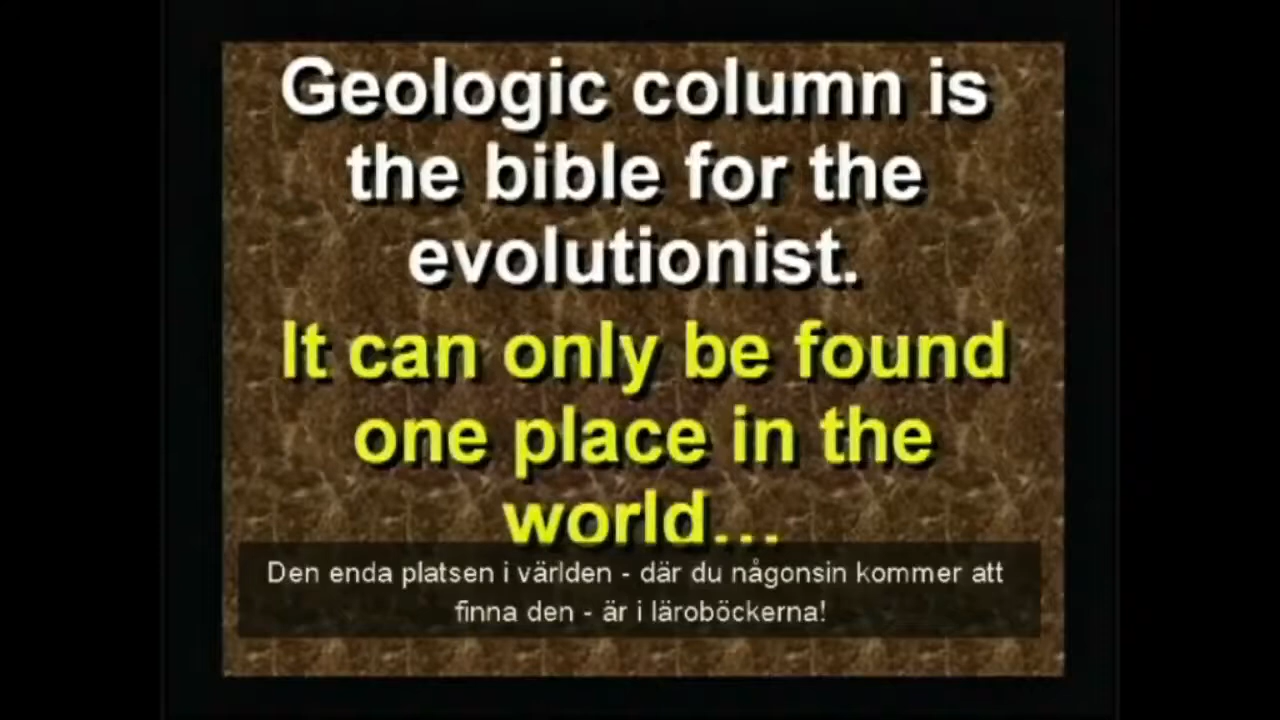 Geologic column is
the bible for the
evolutionist.
It can only be found
one place in the
world...
Den enda platsen i världen - där du någonsin kommer att
finna den - är i läroböckerna!